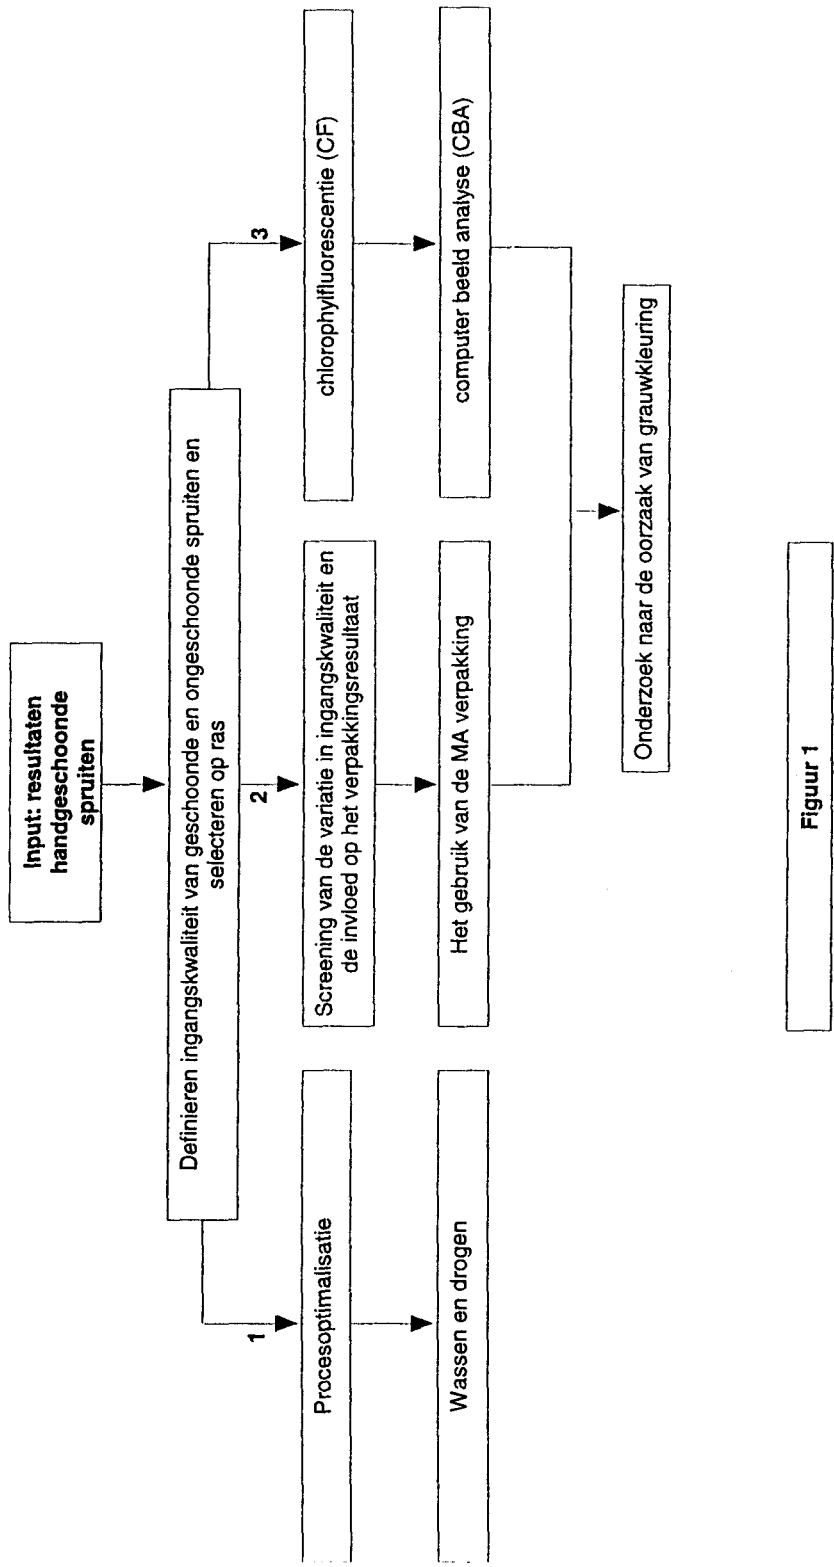 Input: resultaten
handgeschoonde
spruiten
Definieren ingangskwaliteit van geschoonde en ongeschoonde spruiten en
selecteren op ras
1
2
3
Procesoptimalisatie
Screening van de variatie in ingangskwaliteit en
de invloed op het verpakkingsresultaat
chlorophylfluorescentie (CF)
Wassen en drogen
Het gebruik van de MA verpakking
computer beeld analyse (CBA)
Onderzoek naar de oorzaak van grauwkleuring
Figuur 1